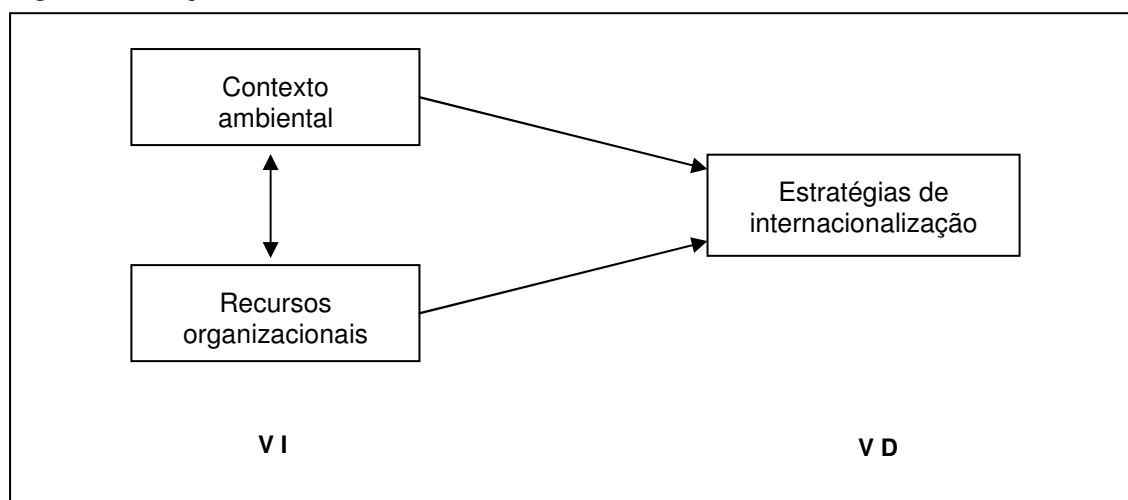 Contexto
ambiental
Estratégias de
internacionalização
Recursos
organizacionais
V I
V D